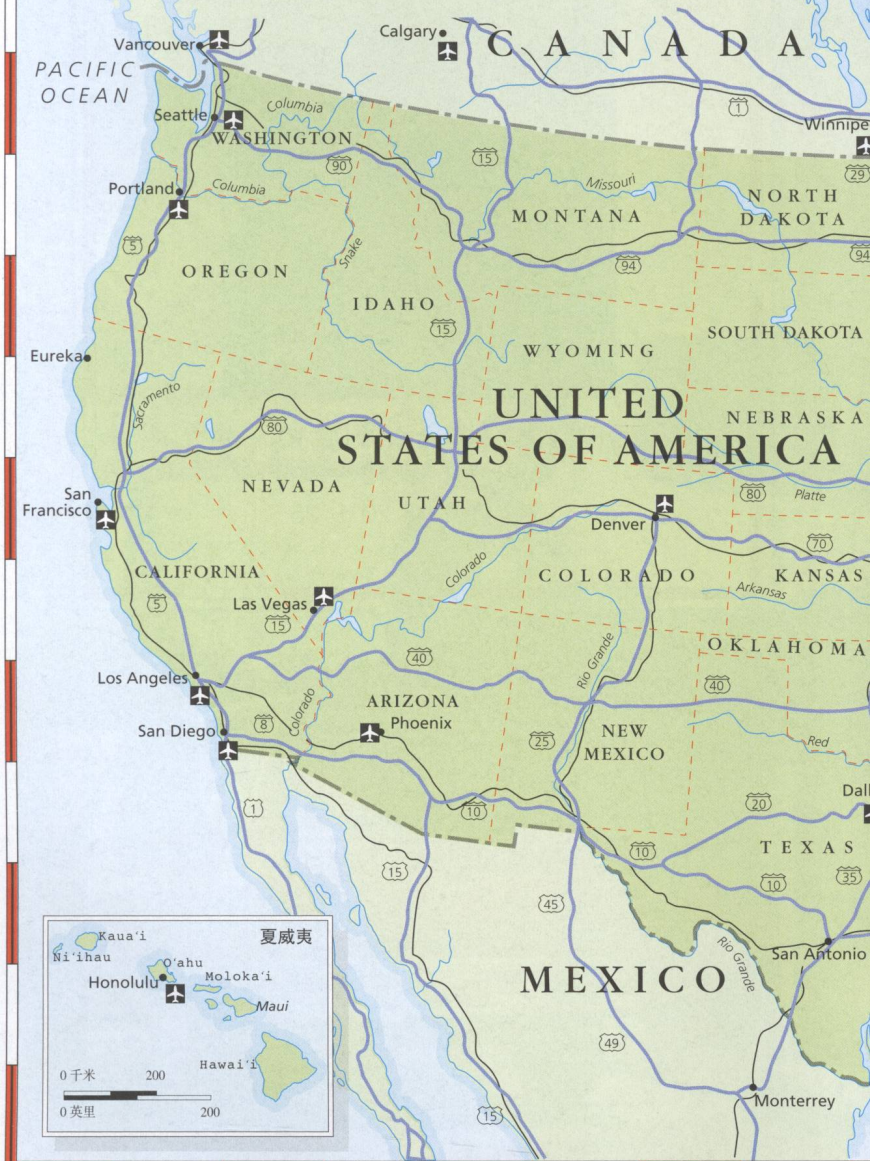 Vancouver
Calgary
CANADA
PACIFIC
OCEAN
Columbia
1
Winnipe
Seattle
WASHINGTON
90
15
29
Portland
Columbia
Missouri
NORTH
DAKOTA
MONTANA
5
Snake
94
94
OREGON
IDAHO
15
SOUTH DAKOTA
WYOMING
Eureka
Sacramento
UNITED
STATES OF AMERICA
NEBRASKA
80
NEVADA
UTAH
80
Platte
San
Francisco
Denver
70
CALIFORNIA
Colorado
COLORADO
KANSAS
Arkansas
5
Las Vegas
15
OKLAHOMA
40
Rio Grande
40
Los Angeles
Colorado
ARIZONA
Phoenix
8
San Diego
25
NEW
MEXICO
Red
Dall
1
10
20
10
TEXAS
15
10
35
45
Rio Grande
San Antonio
MEXICO
49
Monterrey
15
夏威夷
Kaua'i
Ni'ihau
O'ahu
Honolulu
Moloka'i
Maui
Hawai'i
0 千米 200
0 英里 200